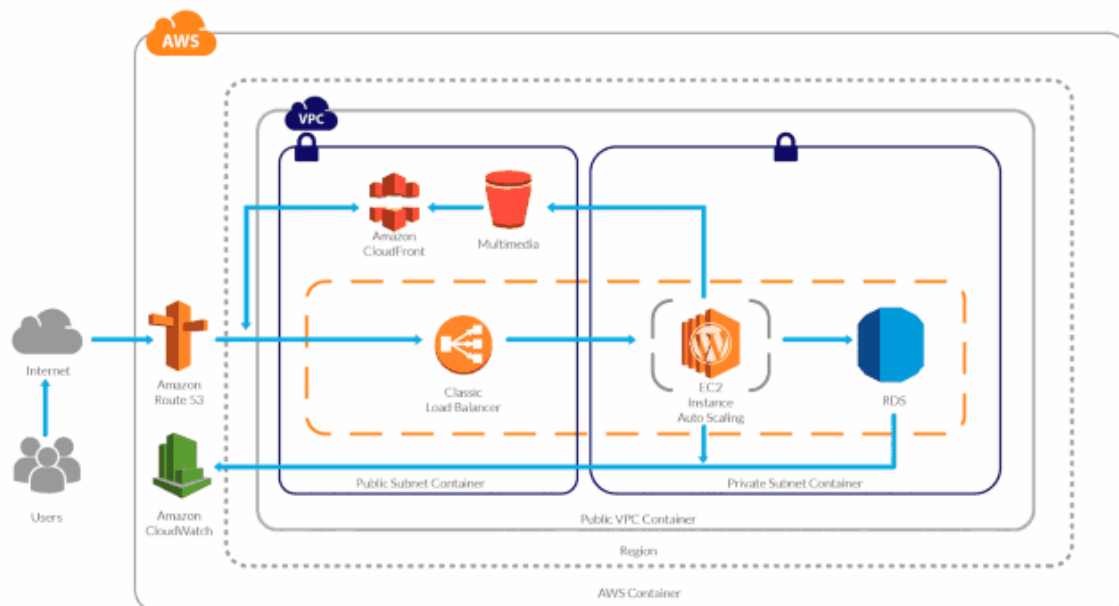 AWS
VPC
Amazon
CloudFront
Multimedia
Internet
Amazon
Route 53
Classic
Load Balancer
EC2
Instance
Auto Scaling
RDS
Users
Amazon
CloudWatch
Public Subnet Container
Private Subnet Container
Public VPC Container
Region
AWS Container